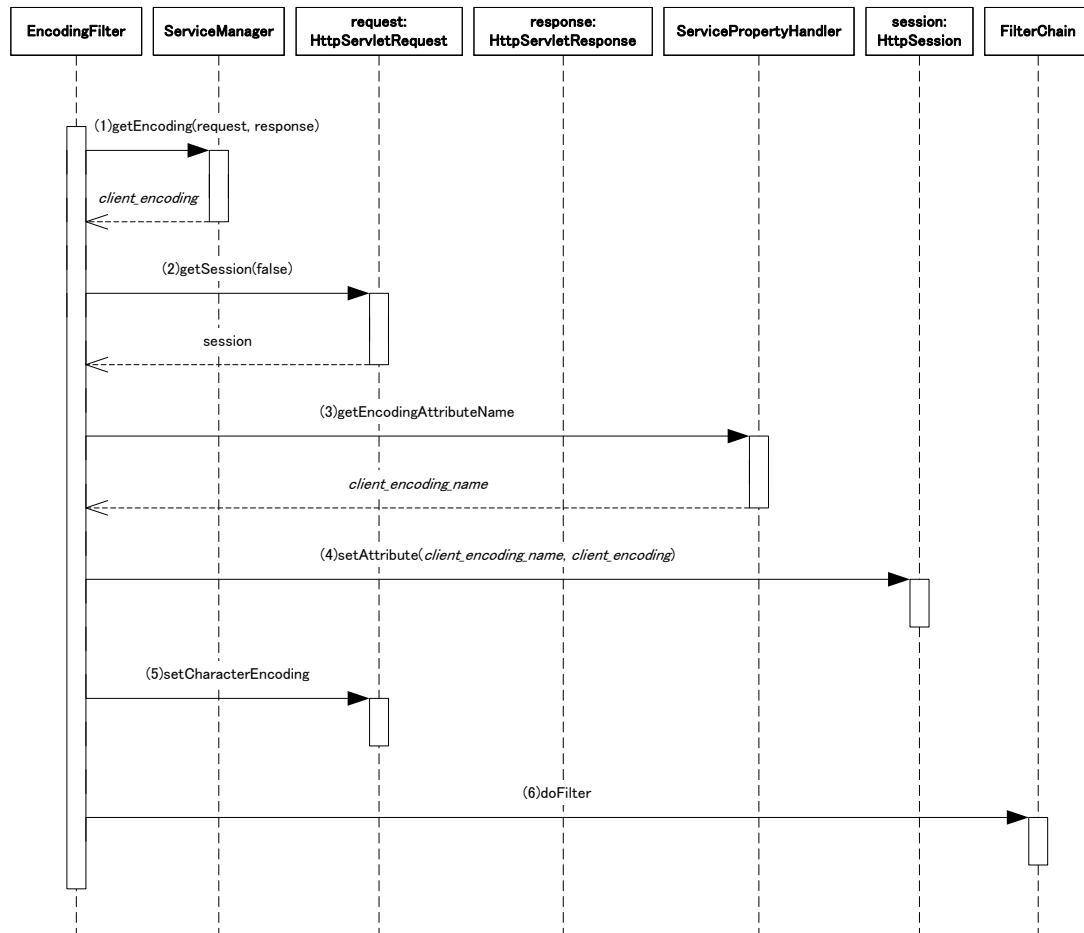 EncodingFilter
ServiceManager
request:
HttpServletRequest
response:
HttpServletResponse
ServicePropertyHandler
session:
HttpSession
FilterChain
(1)getEncoding(request, response)
client_encoding
(2)getSession(false)
session
(3)getEncodingAttributeName
client_encoding_name
(4)setAttribute(client_encoding_name, client_encoding)
(5)setCharacterEncoding
(6)doFilter